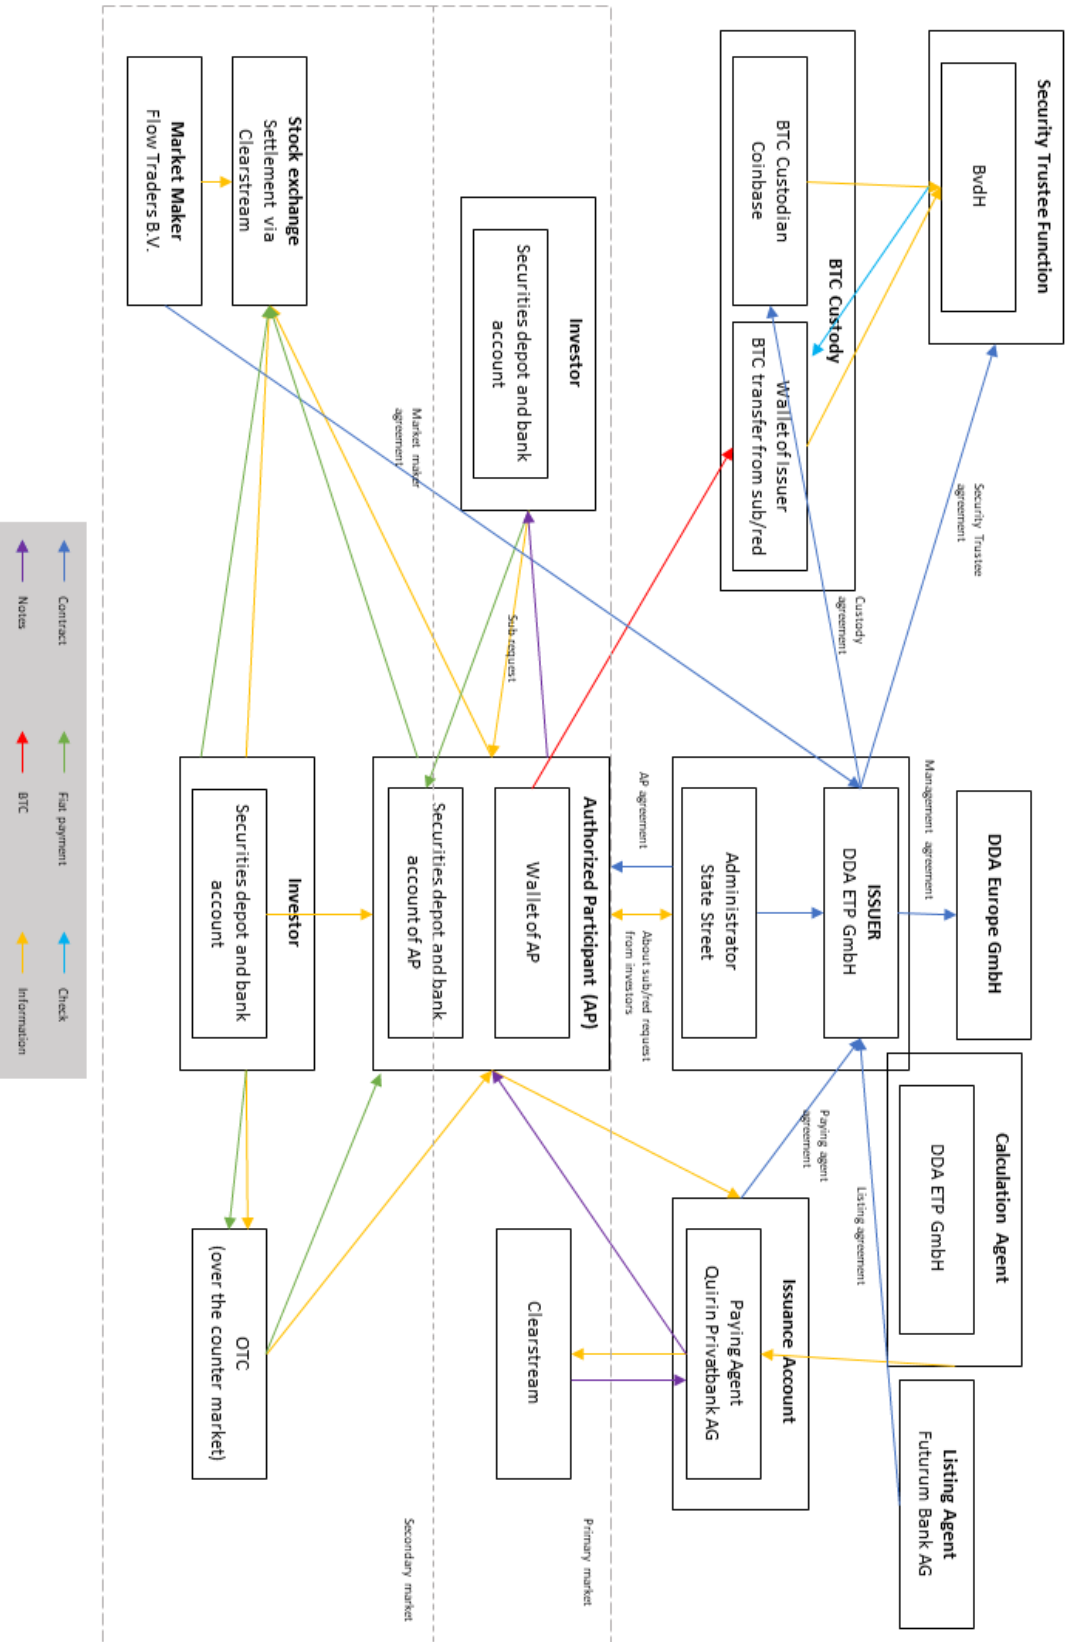 Security Trustee Function
BvdH
DDA Europe GmbH
Calculation Agent
DDA ETP GmbH
Listing Agent
Futurum Bank AG
Security Trustee
agreement
Management agreement
BTC Custody
BTC Custodian
Coinbase
Wallet of Issuer
BTC transfer from sub/red
Custody
agreement
ISSUER
DDA ETP GmbH
Administrator
State Street
Listing agreement
Paying agent
agreement
Issuance Account
Paying Agent
Quirin Privatbank AG
AP agreement
About sub/red request
from investors
Primary market
Investor
Securities depot and bank
account
Sub request
Authorized Participant (AP)
Wallet of AP
Securities depot and bank
account of AP
Clearstream
Market maker
agreement
Secondary market
Stock exchange
Settlement via
Clearstream
Market Maker
Flow Traders B.V.
Investor
Securities depot and bank
account
OTC
(over the counter market)
Contract
Fiat payment
Check
Notes
BTC
Information